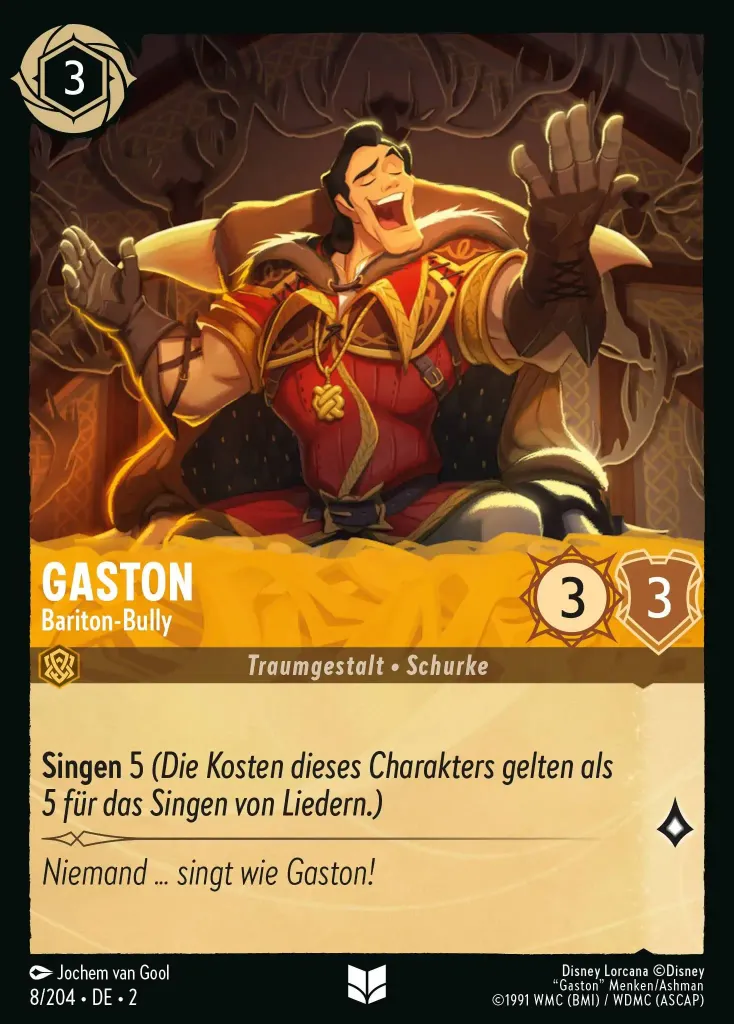 3
GASTON
Bariton-Bully
3
3
Traumgestalt • Schurke
Singen 5 (Die Kosten dieses Charakters gelten als
5 für das Singen von Liedern.)
Niemand ... singt wie Gaston!
Jochem van Gool
8/204 • DE • 2
Disney Lorcana ©Disney
“Gaston” Menken/Ashman
©1991 WMC (BMI) / WDMC (ASCAP)